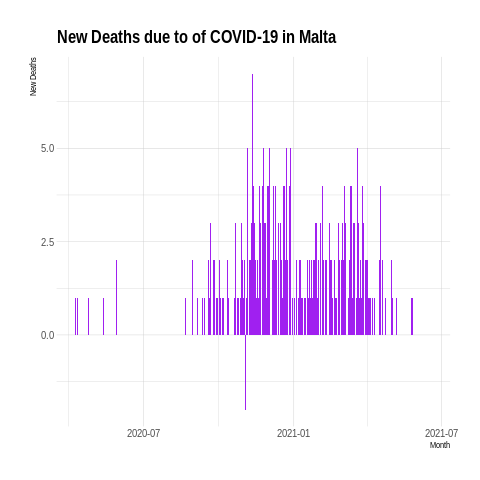 New Deaths due to of COVID-19 in Malta
New Deaths
5.0
2.5
0.0
2020-07
2021-01
2021-07
Month